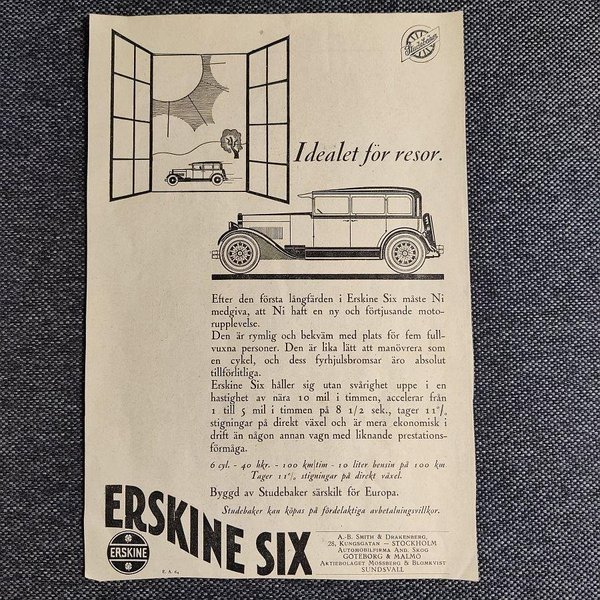 Studebaker
Idealet för resor.
Efter den första långfärden i Erskine Six måste Ni
medgiva, att Ni haft en ny och förtjusande moto-
rupplevelse.
Den är rymlig och bekväm med plats för fem full-
vuxna personer. Den är lika lätt att manövrera som
en cykel, och dess fyrhjulsbromsar äro absolut
tillförlitliga.
Erskine Six håller sig utan svårighet uppe i en
hastighet av nära 10 mil i timmen, accelerar från
1 till 5 mil i timmen på 8 1/2 sek., tager 11%
stigningar på direkt växel och är mera ekonomisk i
drift än någon annan vagn med liknande prestations-
förmåga.
6 cyl. - 40 hkr. - 100 km/tim - 10 liter bensin på 100 km
Tager 11% stigningar på direkt växel.
Byggd av Studebaker särskilt för Europa.
Studebaker kan köpas på fördelaktiga avbetalningsvillkor.
ERSKINE SIX
ERSKINE
A.-B. Smith & Drakenberg,
28, Kungsgatan – STOCKHOLM
Automobilfirma And. Skog
GÖTEBORG & MALMÖ
Aktiebolaget Mossberg & Blomkvist
SUNDSVALL
E. A. 64